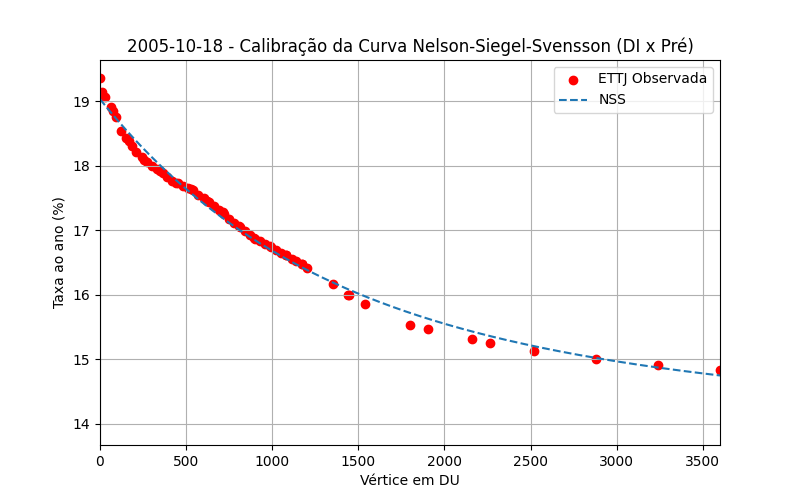 2005-10-18 - Calibração da Curva Nelson-Siegel-Svensson (DI x Pré)
ETTJ Observada
NSS
Taxa ao ano (%)
19
18
17
16
15
14
0 500 1000 1500 2000 2500 3000 3500
Vértice em DU